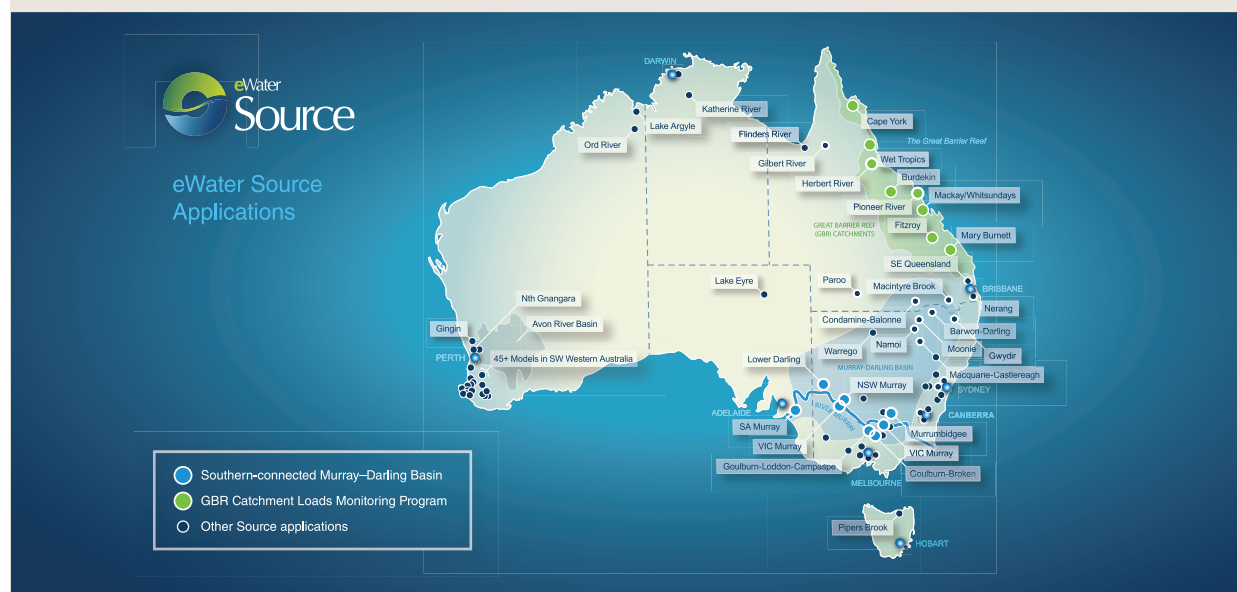 eWater
Source
eWater Source
Applications
DARWIN
Katherine River
Lake Argyle
Ord River
Flinders River
Gilbert River
Cape York
The Great Barrier Reef
Wet Tropics
Herbert River
Burdekin
Mackay/Whitsundays
Pioneer River
Fitzroy
GREAT BARRIER REEF
(GBR) CATCHMENTS
Mary Burnett
SE Queensland
Lake Eyre
Paroo
Macintyre Brook
BRISBANE
Nerang
Nth Gnangara
Avon River Basin
Gingin
PERTH
45+ Models in SW Western Australia
Condamine-Balonne
Barwon-Darling
Namoi
Moonie
Warrego
Gwydir
Lower Darling
MURRAY-DARLING BASIN
Macquarie-Castlereagh
NSW Murray
SYDNEY
ADELAIDE
RIVER MURRAY
CANBERRA
SA Murray
Murrumbidgee
VIC Murray
VIC Murray
Goulburn-Loddon-Campaspe
Goulburn-Broken
MELBOURNE
Pipers Brook
HOBART
Southern-connected Murray–Darling Basin
GBR Catchment Loads Monitoring Program
Other Source applications